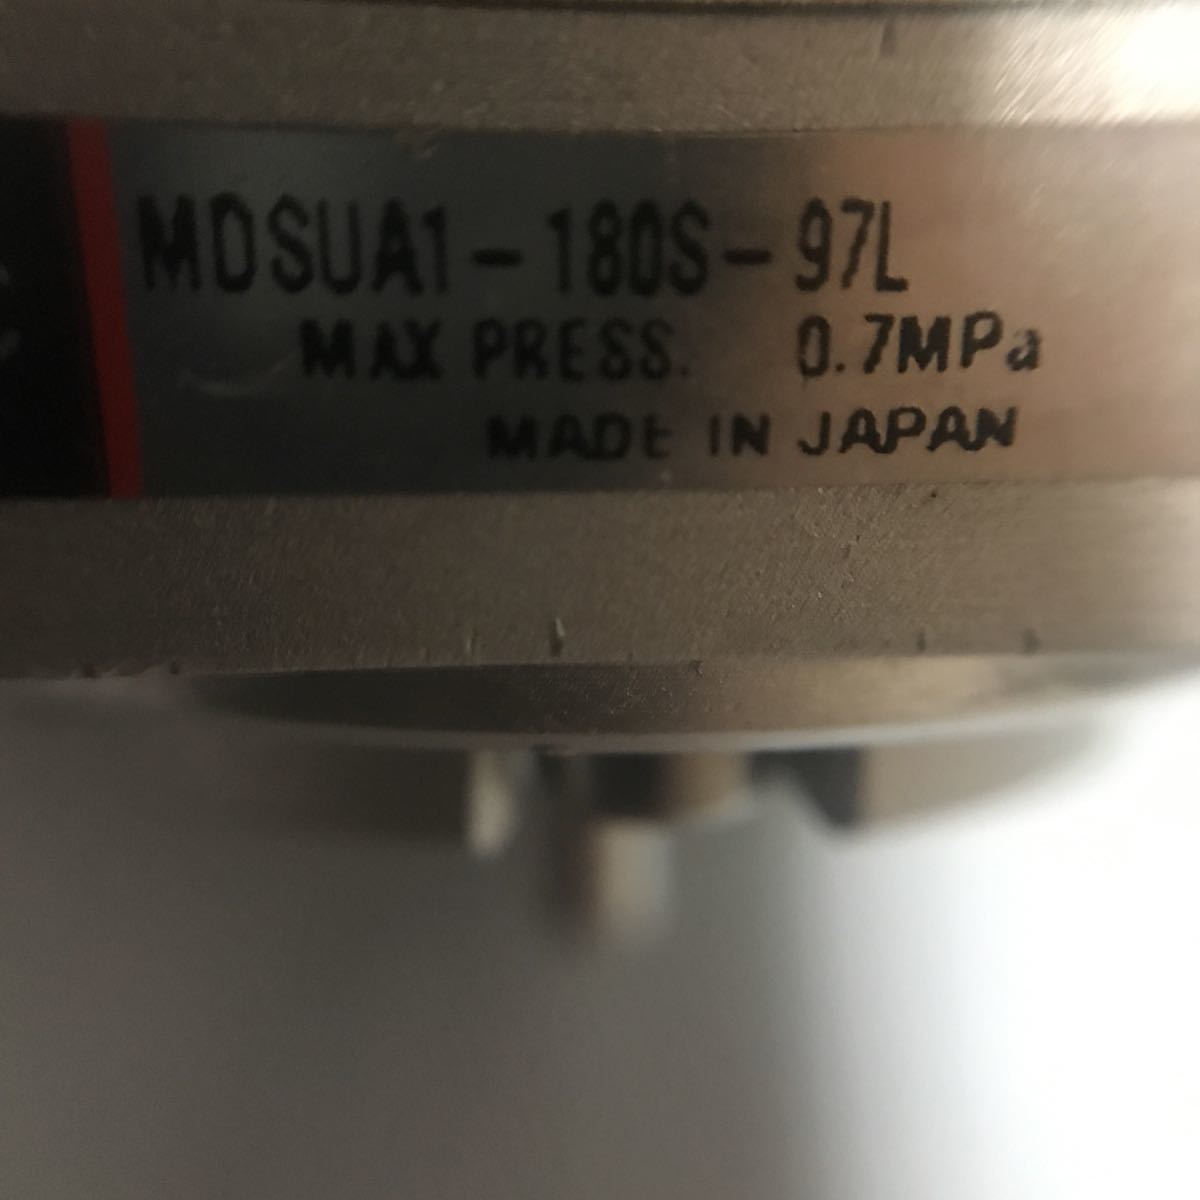 MDSUA1-180S-97L
MAX PRESS. 0.7MPa
MADE IN JAPAN